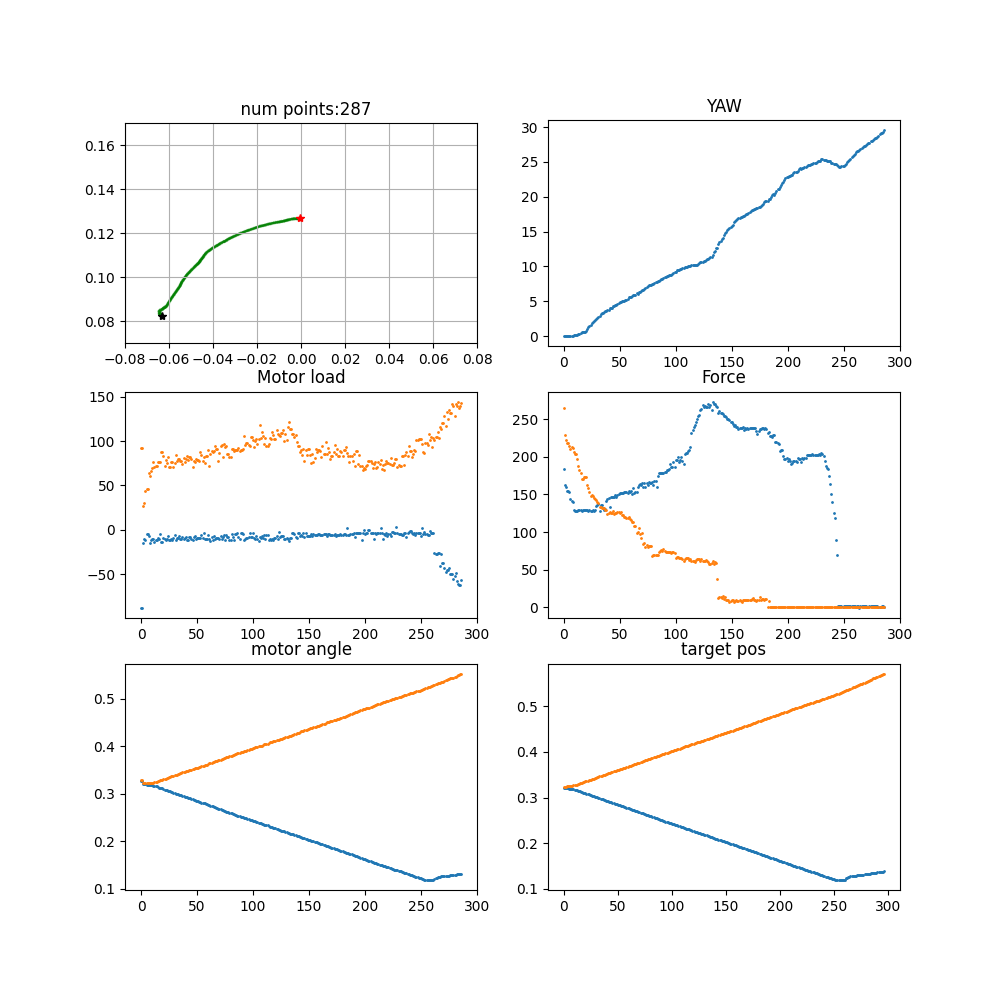 num points:287
YAW
0.16
0.14
0.12
0.10
0.08
−0.08 −0.06 −0.04 −0.02 0.00 0.02 0.04 0.06 0.08
30
25
20
15
10
5
0
0 50 100 150 200 250 300
Motor load
Force
150
100
50
0
−50
0 50 100 150 200 250 300
250
200
150
100
50
0
0 50 100 150 200 250 300
motor angle
target pos
0.5
0.4
0.3
0.2
0.1
0 50 100 150 200 250 300
0.5
0.4
0.3
0.2
0.1
0 50 100 150 200 250 300